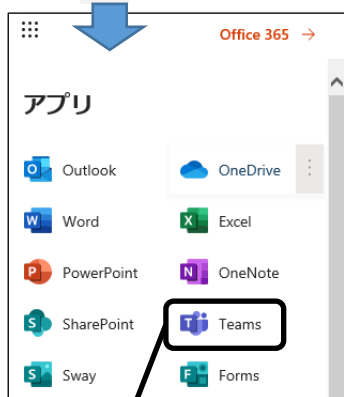 Office 365 →
アプリ
Outlook
OneDrive
Word
Excel
PowerPoint
OneNote
SharePoint
Teams
Sway
Forms